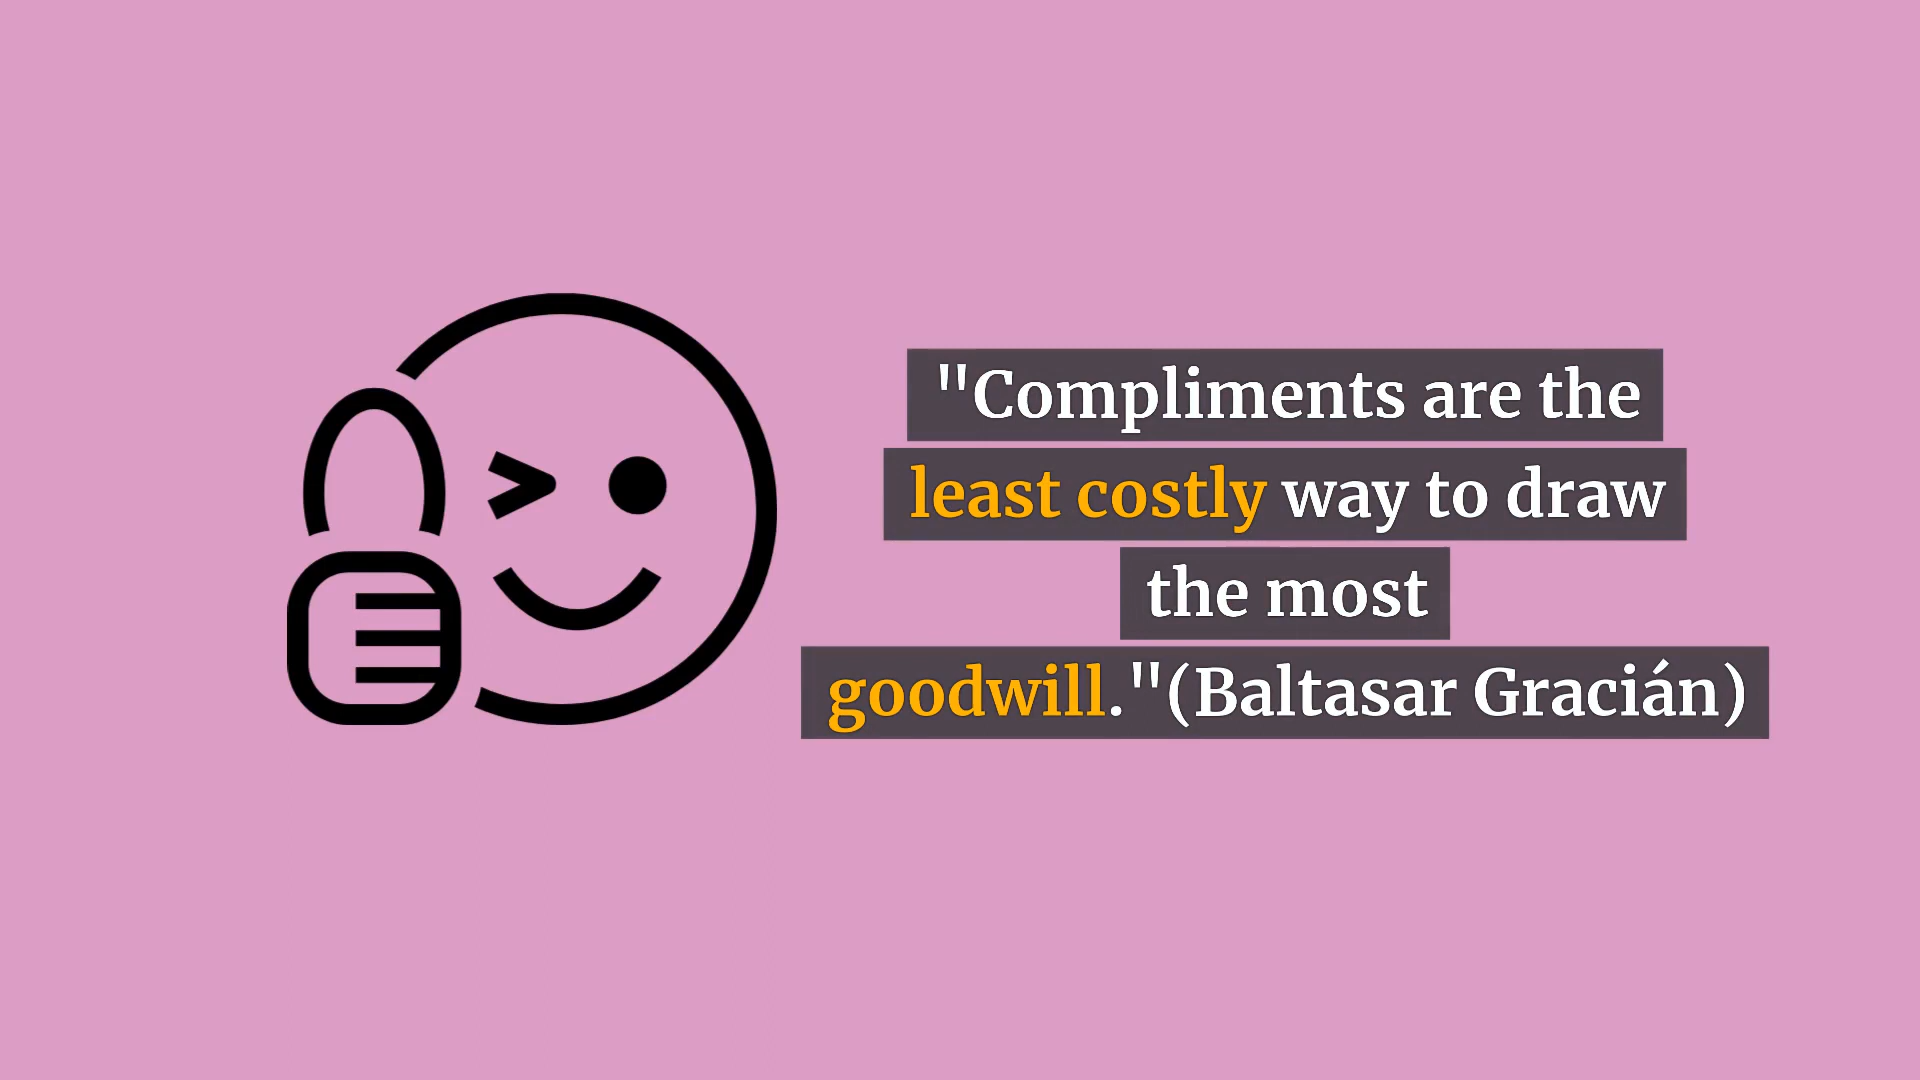 "Compliments are the
least costly way to draw
the most
goodwill."(Baltasar Gracián)